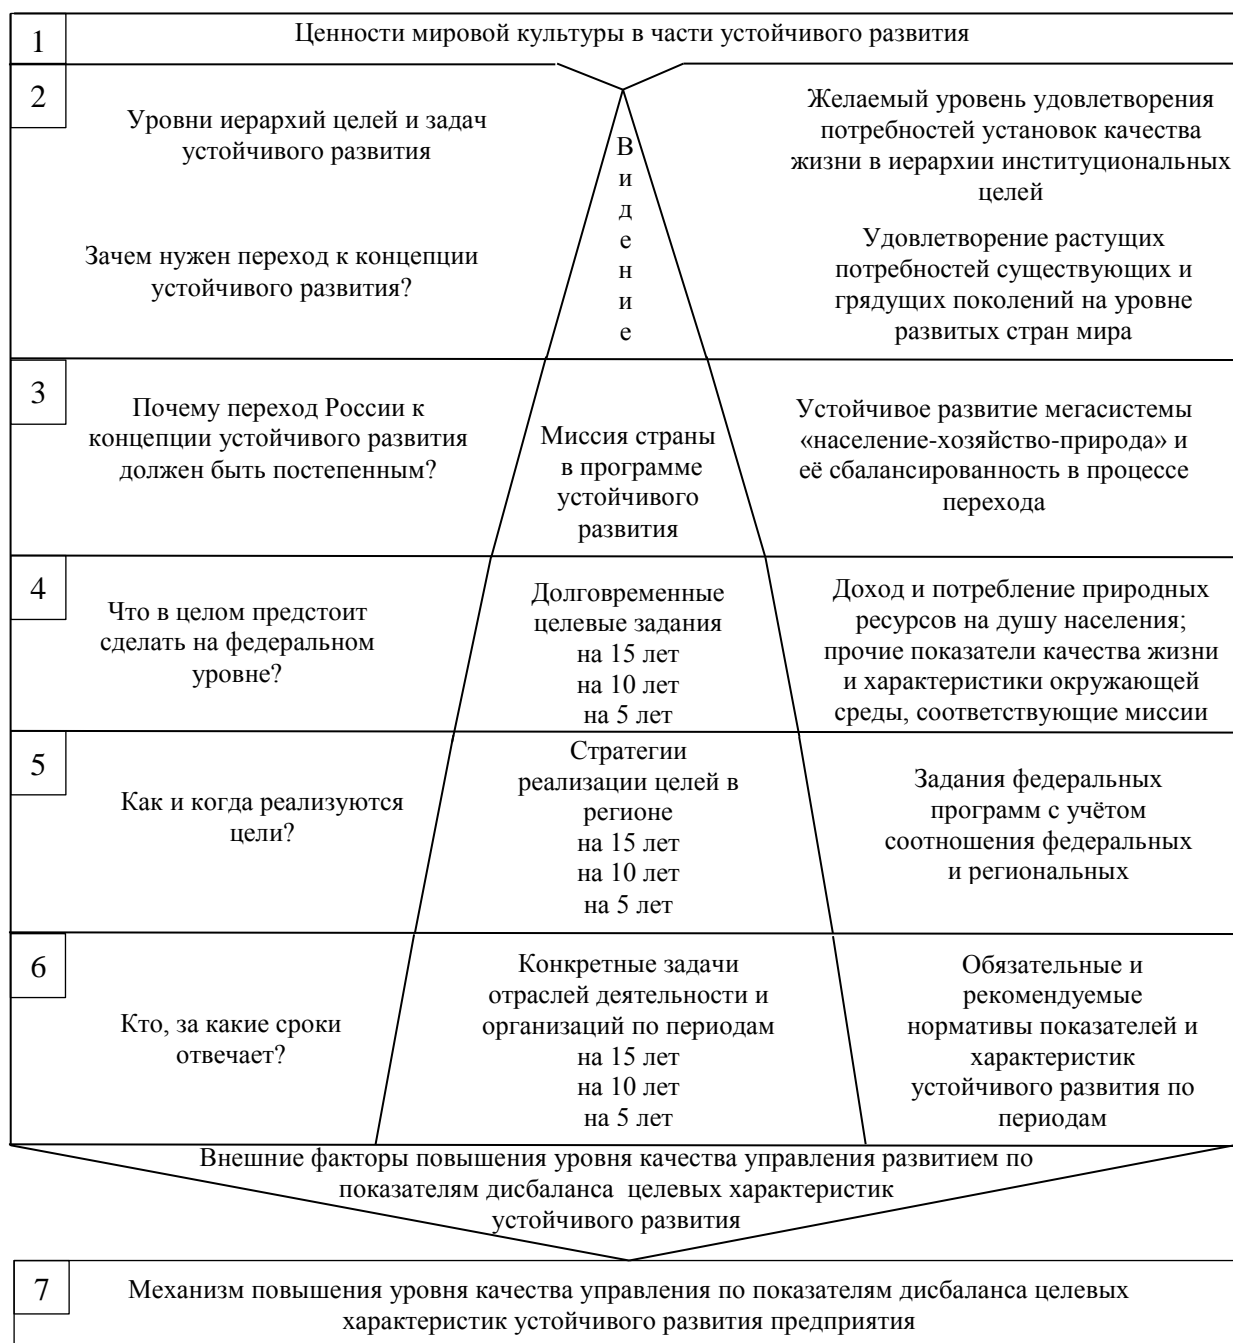 1
Ценности мировой культуры в части устойчивого развития
2
Уровни иерархий целей и задач
устойчивого развития
Зачем нужен переход к концепции
устойчивого развития?
В
и
д
е
н
и
е
Желаемый уровень удовлетворения
потребностей установок качества
жизни в иерархии институциональных
целей
Удовлетворение растущих
потребностей существующих и
грядущих поколений на уровне
развитых стран мира
3
Почему переход России к
концепции устойчивого развития
должен быть постепенным?
Миссия страны
в программе
устойчивого
развития
Устойчивое развитие мегасистемы
«население-хозяйство-природа» и
её сбалансированность в процессе
перехода
4
Что в целом предстоит
сделать на федеральном
уровне?
Долговременные
целевые задания
на 15 лет
на 10 лет
на 5 лет
Доход и потребление природных
ресурсов на душу населения;
прочие показатели качества жизни
и характеристики окружающей
среды, соответствующие миссии
5
Как и когда реализуются
цели?
Стратегии
реализации целей в
регионе
на 15 лет
на 10 лет
на 5 лет
Задания федеральных
программ с учётом
соотношения федеральных
и региональных
6
Кто, за какие сроки
отвечает?
Конкретные задачи
отраслей деятельности и
организаций по периодам
на 15 лет
на 10 лет
на 5 лет
Обязательные и
рекомендуемые
нормативы показателей и
характеристик
устойчивого развития по
периодам
Внешние факторы повышения уровня качества управления развитием по
показателям дисбаланса целевых характеристик
устойчивого развития
7
Механизм повышения уровня качества управления по показателям дисбаланса целевых
характеристик устойчивого развития предприятия